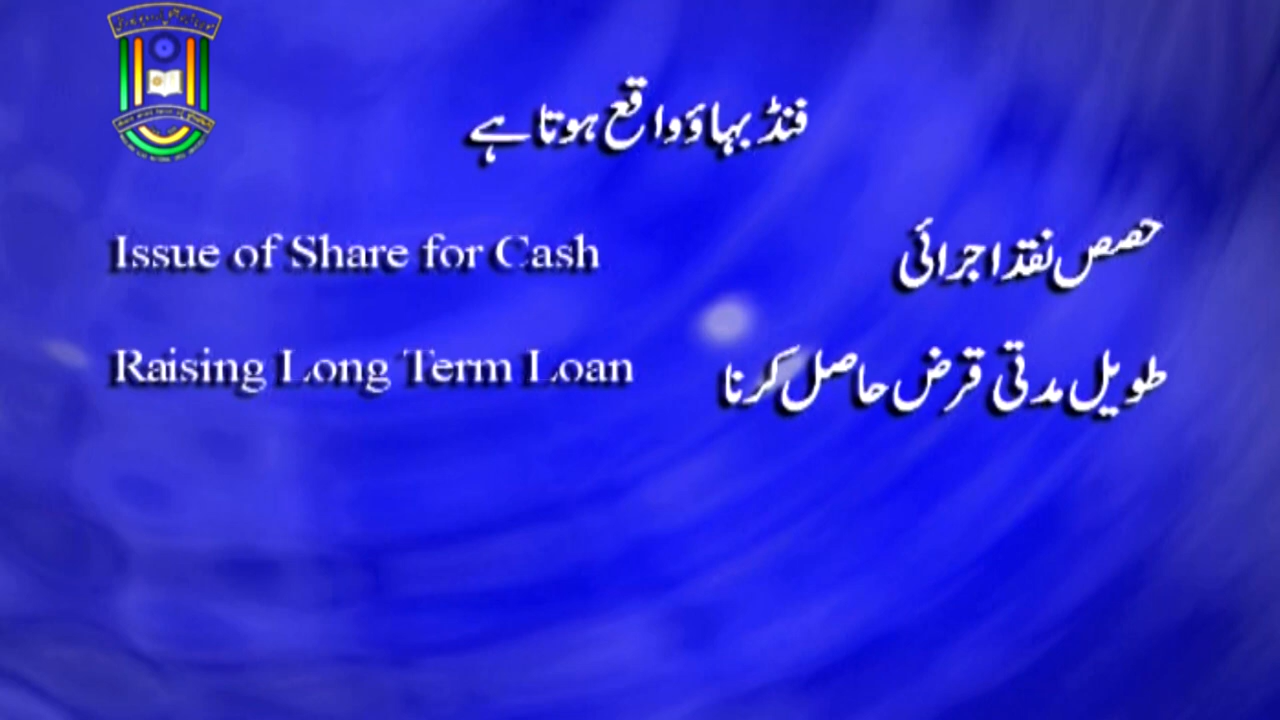 فنڈ بہاؤ واقع ہوتا ہے
Issue of Share for Cash
حصص نقد اجرائی
Raising Long Term Loan
طویل مدتی قرض حاصل کرنا